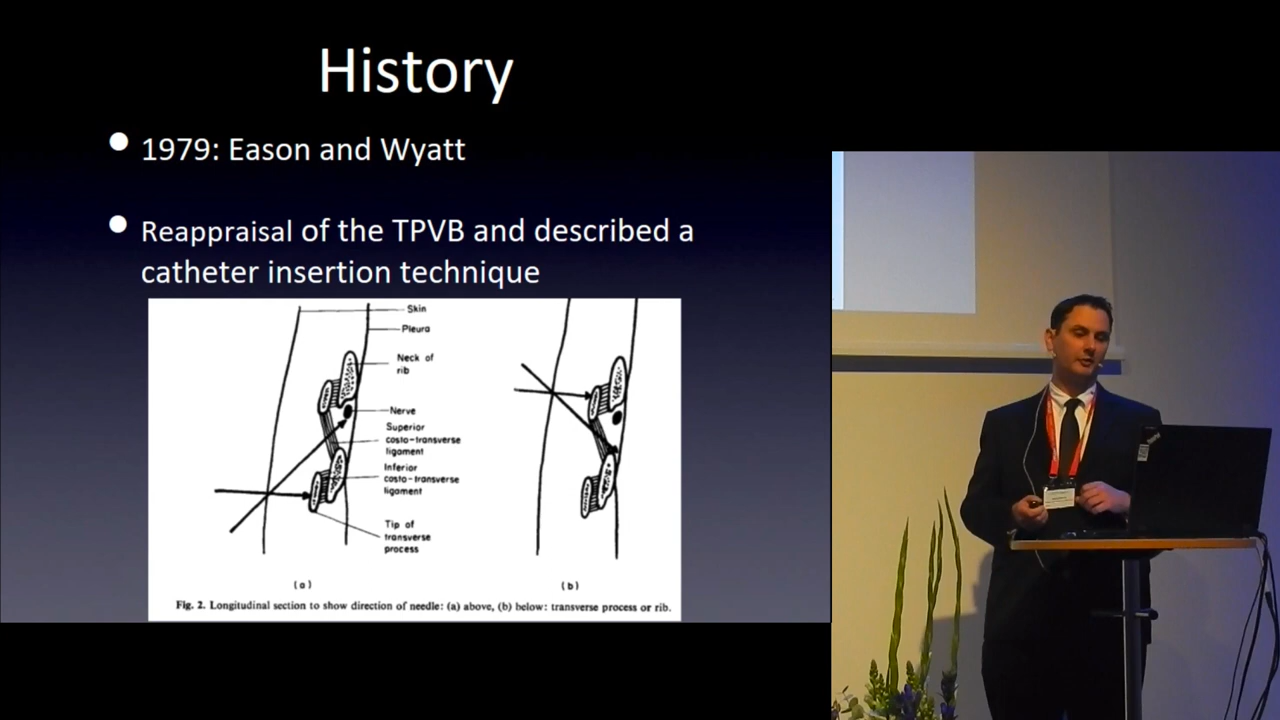 History
1979: Eason and Wyatt
Reappraisal of the TPVB and described a
catheter insertion technique
Skin
Pleura
Neck of
rib
Nerve
Superior
costo-transverse
ligament
Inferior
costo-transverse
ligament
Tip of
transverse
process
(a)
(b)
Fig. 2. Longitudinal section to show direction of needle: (a) above, (b) below: transverse process or rib.